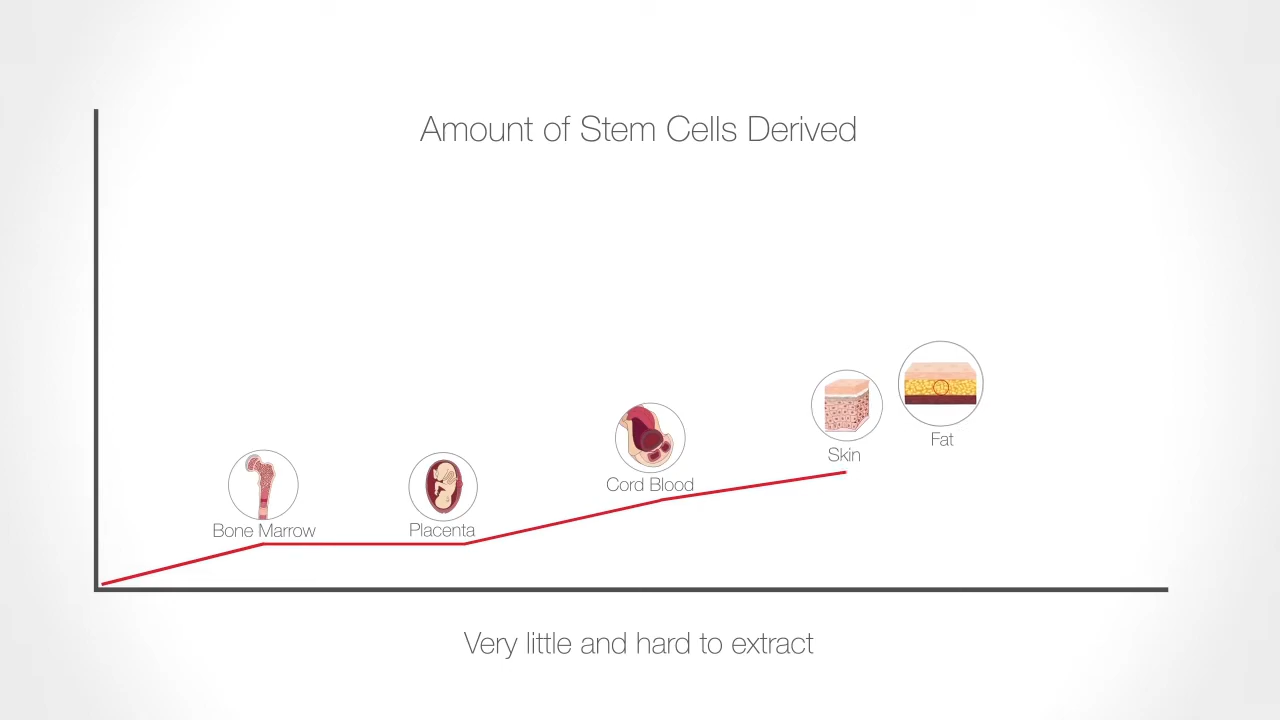 Amount of Stem Cells Derived
Fat
Skin
Cord Blood
Bone Marrow
Placenta
Very little and hard to extract